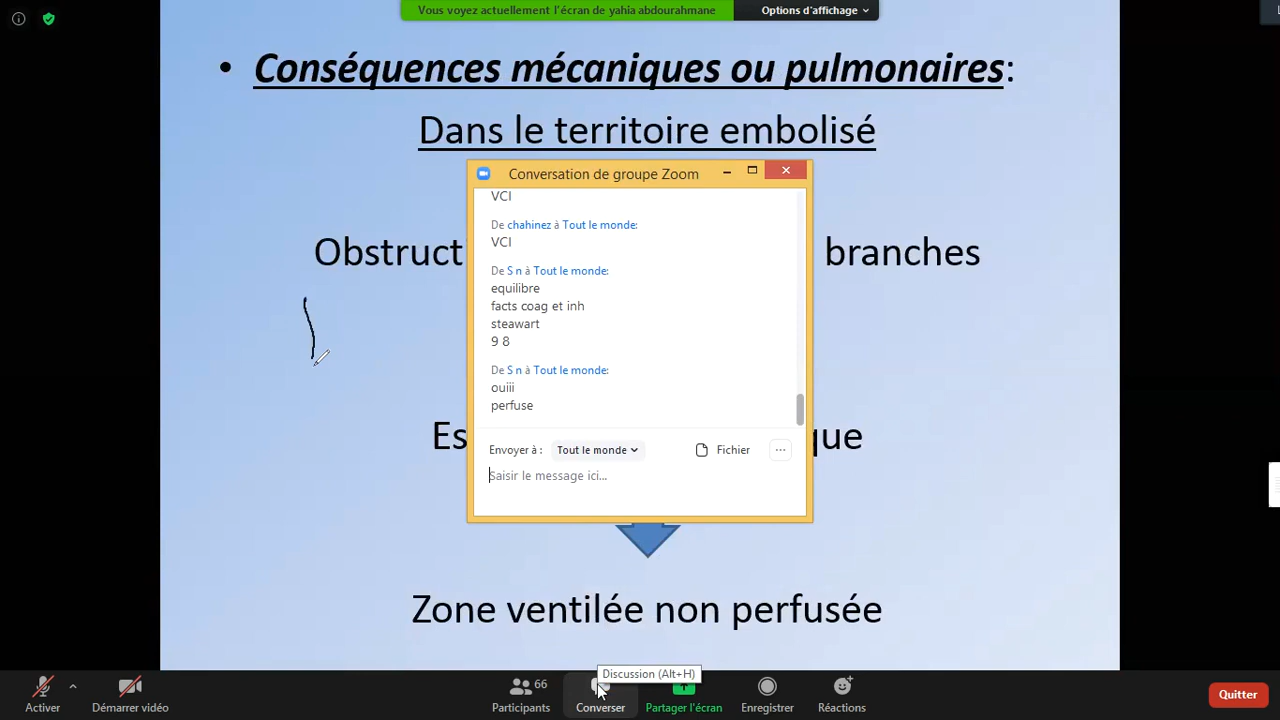 Vous voyez actuellement l'écran de yahia abdourahmane
Options d'affichage
• Conséquences mécaniques ou pulmonaires:
Dans le territoire embolisé
Conversation de groupe Zoom
VCI
De chahinez à Tout le monde:
VCI
branches
De S n à Tout le monde:
equilibre
facts coag et inh
steawart
9 8
De S n à Tout le monde:
ouiii
perfuse
Envoyer à : Tout le monde Fichier ...
Saisir le message ici...
Zone ventilée non perfusée
Discussion (Alt+H)
Activer
Démarrer vidéo
66
Participants
Converser
Partager l'écran
Enregistrer
Réactions
Quitter